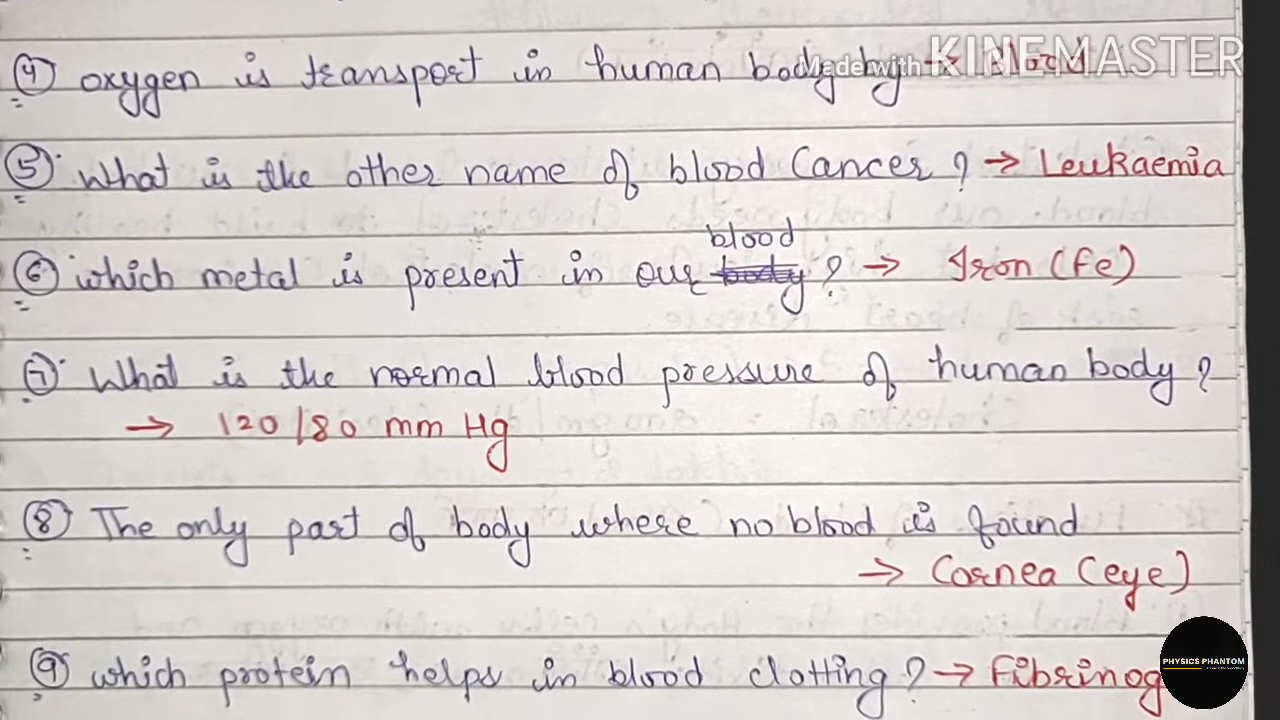 ④ oxygen is transport in human body by → Blood
Made with KINEMASTER
⑤ What is the other name of blood Cancer ? → Leukaemia
blood
⑥ which metal is present in our body ? → Iron (Fe)
⑦ What is the normal blood pressure of human body ?
→ 120/80 mm Hg
⑧ The only part of body where no blood is found
→ Cornea (eye)
⑨ which protein helps in blood clotting ? → Fibrinog
PHYSICS PHANTOM